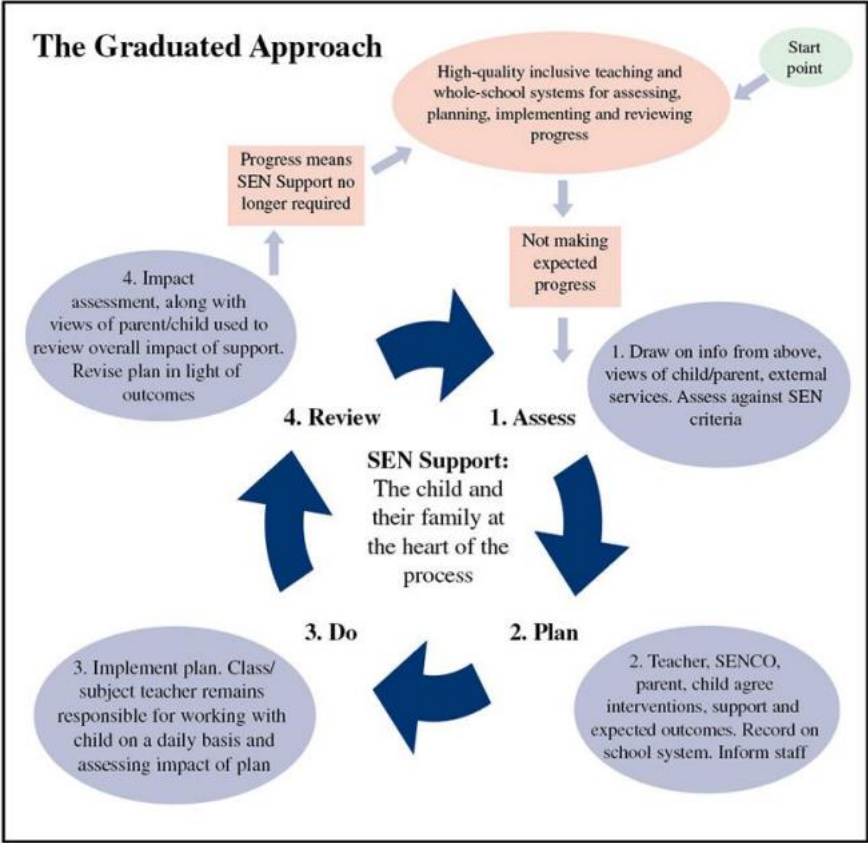 The Graduated Approach
Start
point
High-quality inclusive teaching and
whole-school systems for assessing,
planning, implementing and reviewing
progress
Progress means
SEN Support no
longer required
Not making
expected
progress
4. Impact
assessment, along with
views of parent/child used to
review overall impact of support.
Revise plan in light of
outcomes
1. Draw on info from above,
views of child/parent, external
services. Assess against SEN
criteria
4. Review
1. Assess
SEN Support:
The child and
their family at
the heart of the
process
3. Do
2. Plan
3. Implement plan. Class/
subject teacher remains
responsible for working with
child on a daily basis and
assessing impact of plan
2. Teacher, SENCO,
parent, child agree
interventions, support and
expected outcomes. Record on
school system. Inform staff